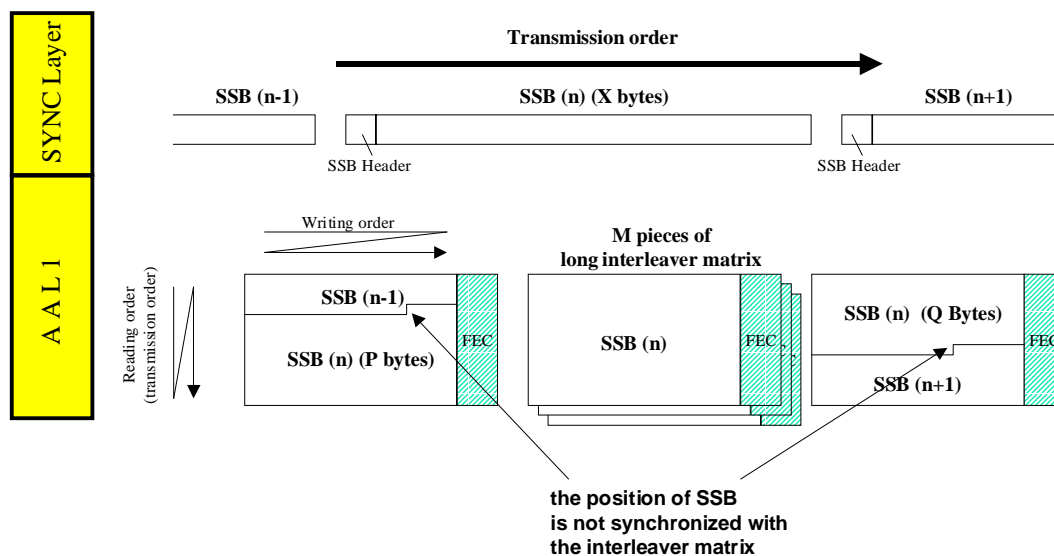 SYNC Layer
Transmission order
SSB (n-1)
SSB (n) (X bytes)
SSB (n+1)
SSB Header
SSB Header
A A L 1
Writing order
M pieces of
long interleaver matrix
Reading order
(transmission order)
SSB (n-1)
SSB (n) (P bytes)
FEC
SSB (n)
FEC
SSB (n) (Q Bytes)
SSB (n+1)
FEC
the position of SSB
is not synchronized with
the interleaver matrix